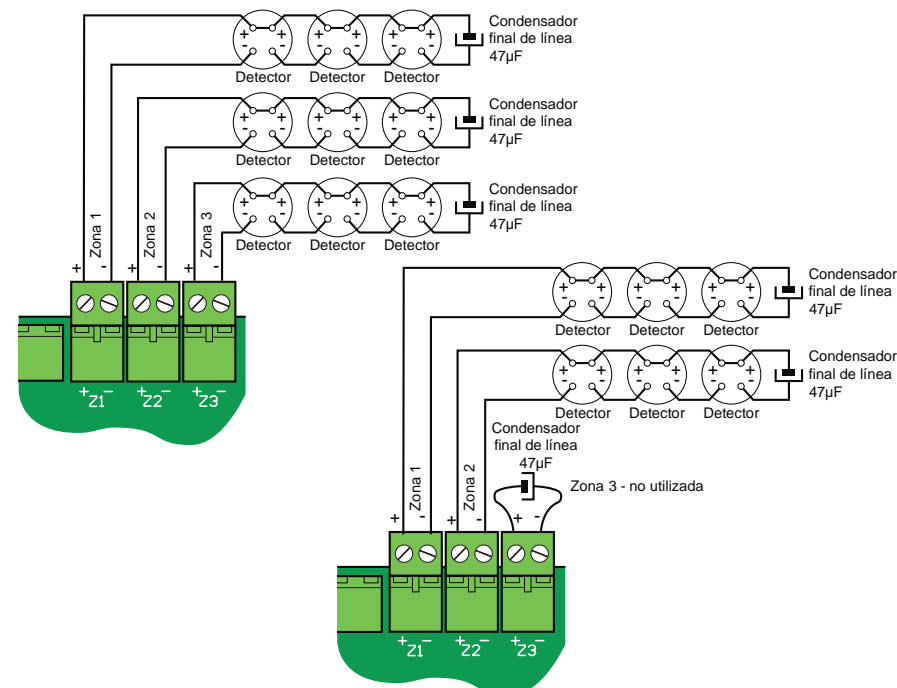 Condensador
final de línea
47µF
+ - + - + -
Detector Detector Detector
Condensador
final de línea
47µF
+ - + - + -
Detector Detector Detector
Condensador
final de línea
47µF
+ - + - + -
Detector Detector Detector
Zona 1
Zona 2
Zona 3
+ - + - + -
+ - + - + -
Z1 Z2 Z3
Condensador
final de línea
47µF
+ - + - + -
Detector Detector Detector
Condensador
final de línea
47µF
+ - + - + -
Detector Detector Detector
Condensador
final de línea
47µF
Zona 3 - no utilizada
Zona 1
Zona 2
+ - + - + -
+ - + - + -
Z1 Z2 Z3